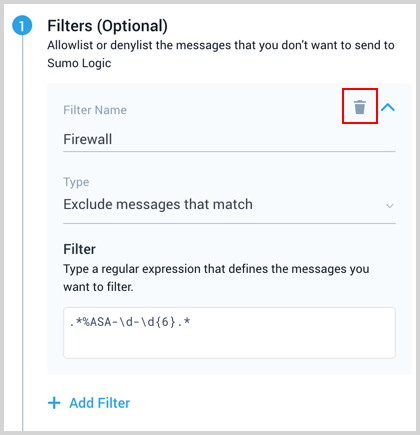 1
Filters (Optional)
Allowlist or denylist the messages that you don't want to send to
Sumo Logic
Filter Name
Firewall
Type
Exclude messages that match
Filter
Type a regular expression that defines the messages you
want to filter.
.*%ASA-\d-\d{6}.*
+ Add Filter